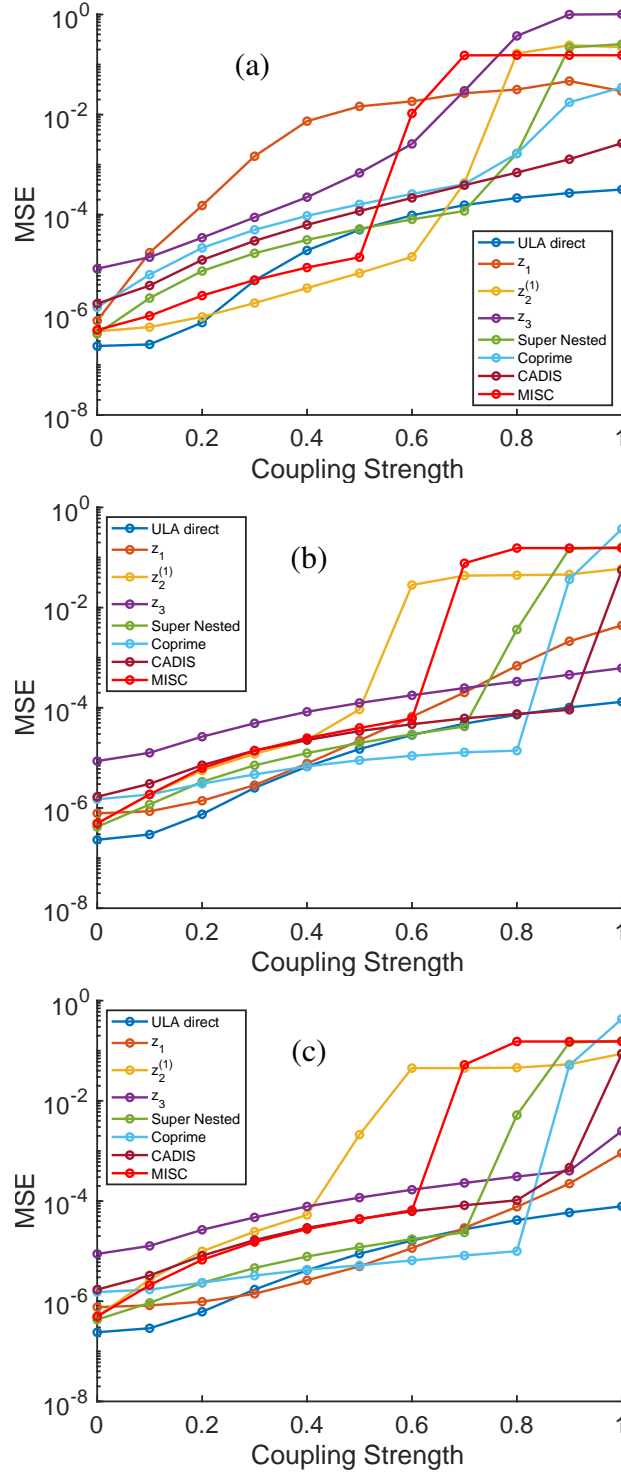 10^0
(a)
10^-2
MSE
10^-4
10^-6
10^-8
ULA direct
z_1
z_2^(1)
z_3
Super Nested
Coprime
CADIS
MISC
0 0.2 0.4 0.6 0.8 1
Coupling Strength
10^0
ULA direct
z_1
z_2^(1)
z_3
Super Nested
Coprime
CADIS
MISC
(b)
10^-2
MSE
10^-4
10^-6
10^-8
0 0.2 0.4 0.6 0.8 1
Coupling Strength
10^0
ULA direct
z_1
z_2^(1)
z_3
Super Nested
Coprime
CADIS
MISC
(c)
10^-2
MSE
10^-4
10^-6
10^-8
0 0.2 0.4 0.6 0.8 1
Coupling Strength